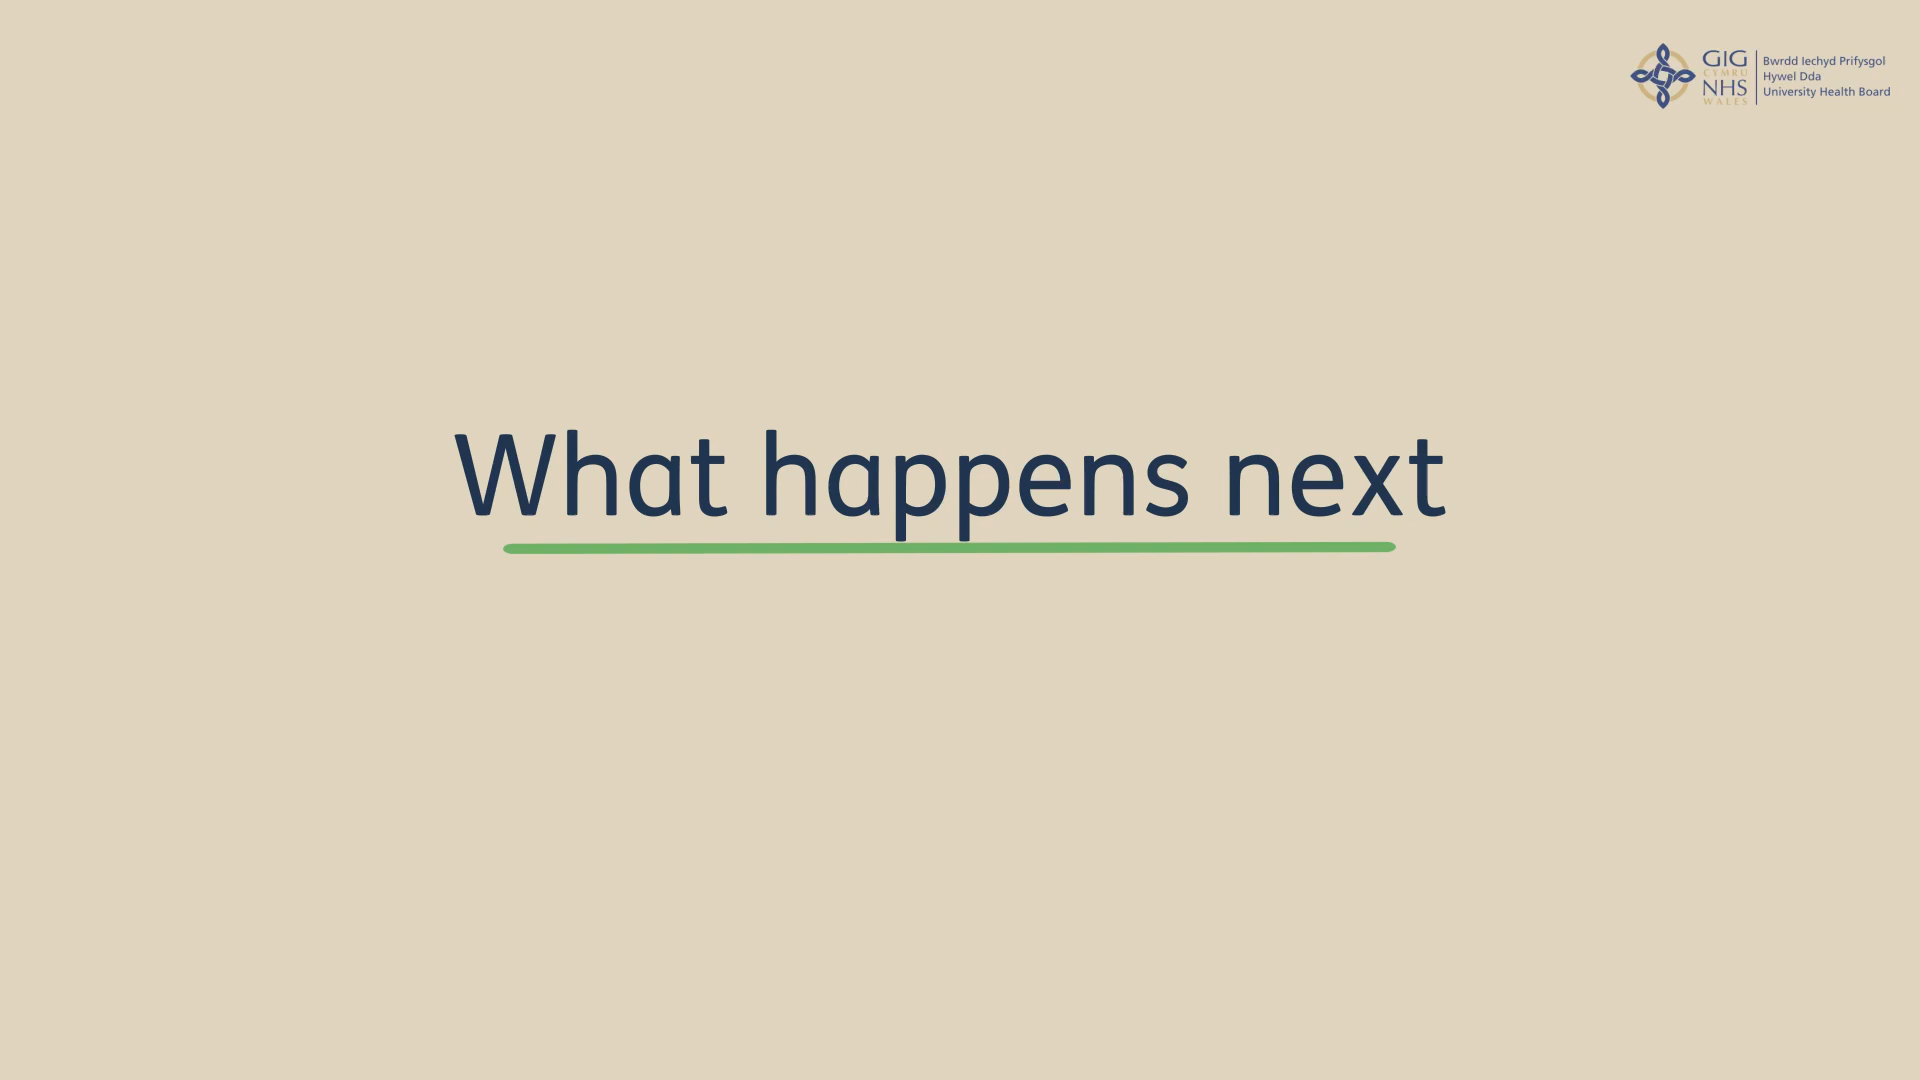 GIG
CYMRU
NHS
WALES
Bwrdd Iechyd Prifysgol
Hywel Dda
University Health Board
What happens next